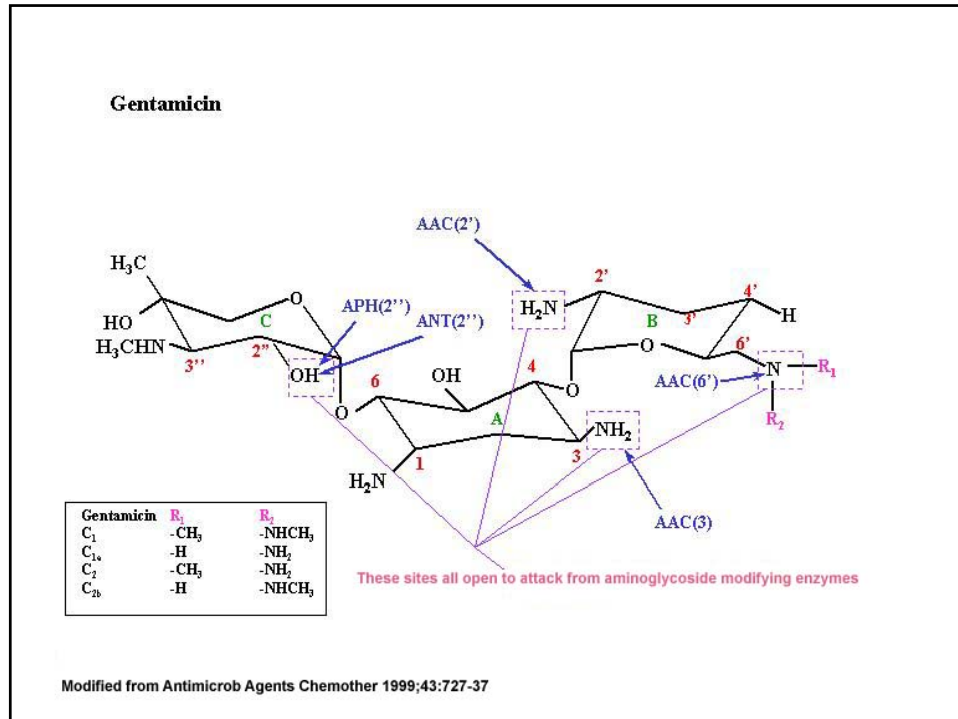 Gentamicin
AAC(2’)
H₃C
2’
4’
O
APH(2’’)
H₂N
HO
C
ANT(2’’)
B
3’
H
H₃CHN
2’’
O
6’
3’’
OH
OH
4
AAC(6’)
N
R₁
6
O
O
R₂
A
NH₂
1
3
H₂N
AAC(3)
Gentamicin R₁ R₂
C₁ -CH₃ -NHCH₃
C₁ₐ -H -NH₂
C₂ -CH₃ -NH₂
C₂b -H -NHCH₃
These sites all open to attack from aminoglycoside modifying enzymes
Modified from Antimicrob Agents Chemother 1999;43:727-37